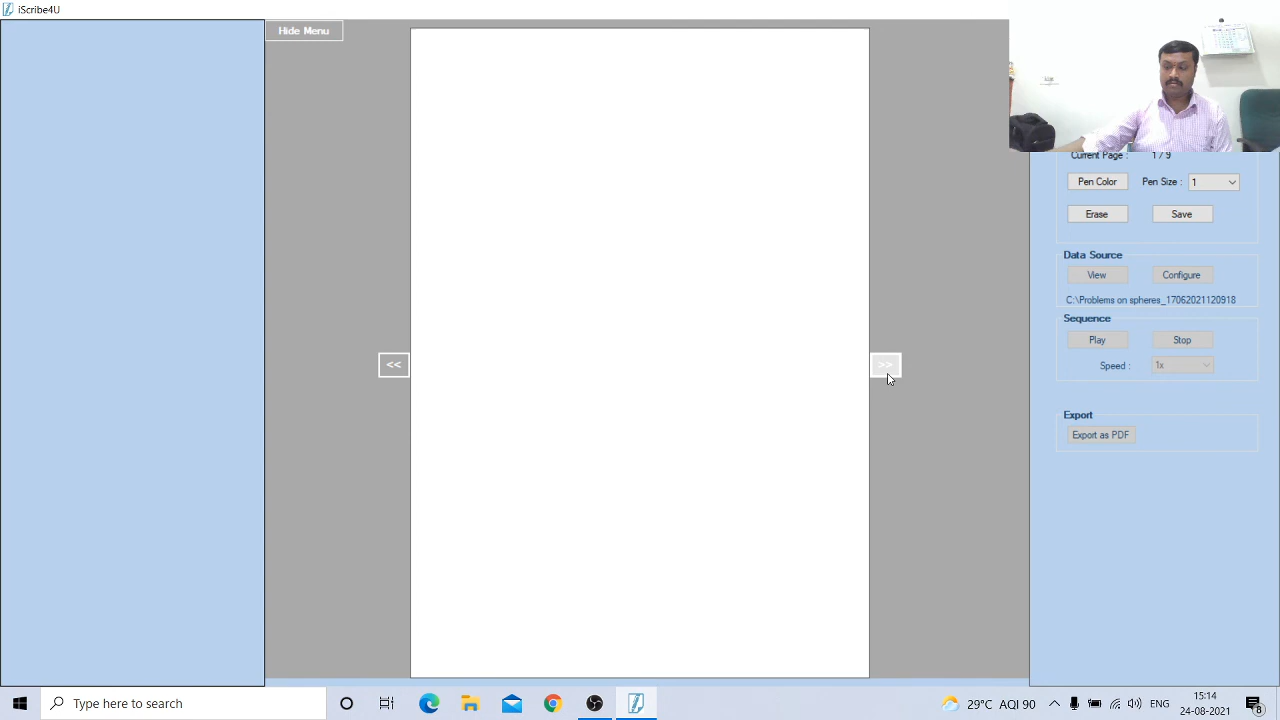 iScribe4U
Hide Menu
Current Page : 1 / 9
Pen Color Pen Size : 1
Erase Save
Data Source
View Configure
C:\Problems on spheres_17062021120918
Sequence
Play Stop
Speed : 1x
<< >>
Export
Export as PDF
Type here to search
29°C AQI 90 ENG 15:14
24-08-2021 8